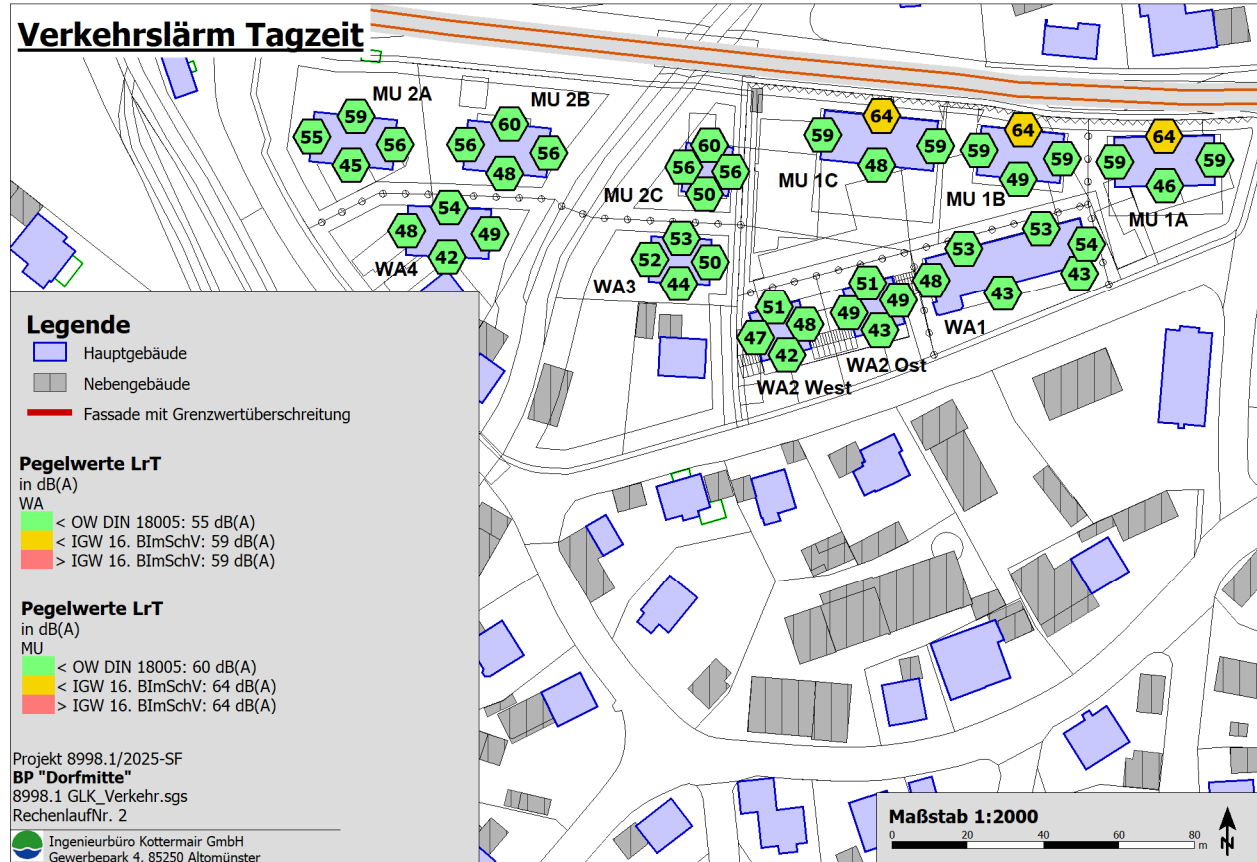 Verkehrslärm Tagzeit
MU 2A
59
55
56
45
MU 2B
60
56
56
48
MU 2C
60
56
56
50
MU 1C
64
59
59
48
MU 1B
64
59
59
49
MU 1A
64
59
59
46
WA4
54
48
49
42
WA3
53
52
50
44
WA2 West
51
47
48
42
WA2 Ost
51
49
49
43
WA1
53
53
54
48
43
43
Legende
Hauptgebäude
Nebengebäude
Fassade mit Grenzwertüberschreitung
Pegelwerte LrT
in dB(A)
WA
< OW DIN 18005: 55 dB(A)
< IGW 16. BImSchV: 59 dB(A)
> IGW 16. BImSchV: 59 dB(A)
Pegelwerte LrT
in dB(A)
MU
< OW DIN 18005: 60 dB(A)
< IGW 16. BImSchV: 64 dB(A)
> IGW 16. BImSchV: 64 dB(A)
Projekt 8998.1/2025-SF
BP "Dorfmitte"
8998.1 GLK_Verkehr.sgs
RechenlaufNr. 2
Ingenieurbüro Kottermair GmbH
Gewerbepark 4, 85250 Altomünster
Maßstab 1:2000
0 20 40 60 80
m
N